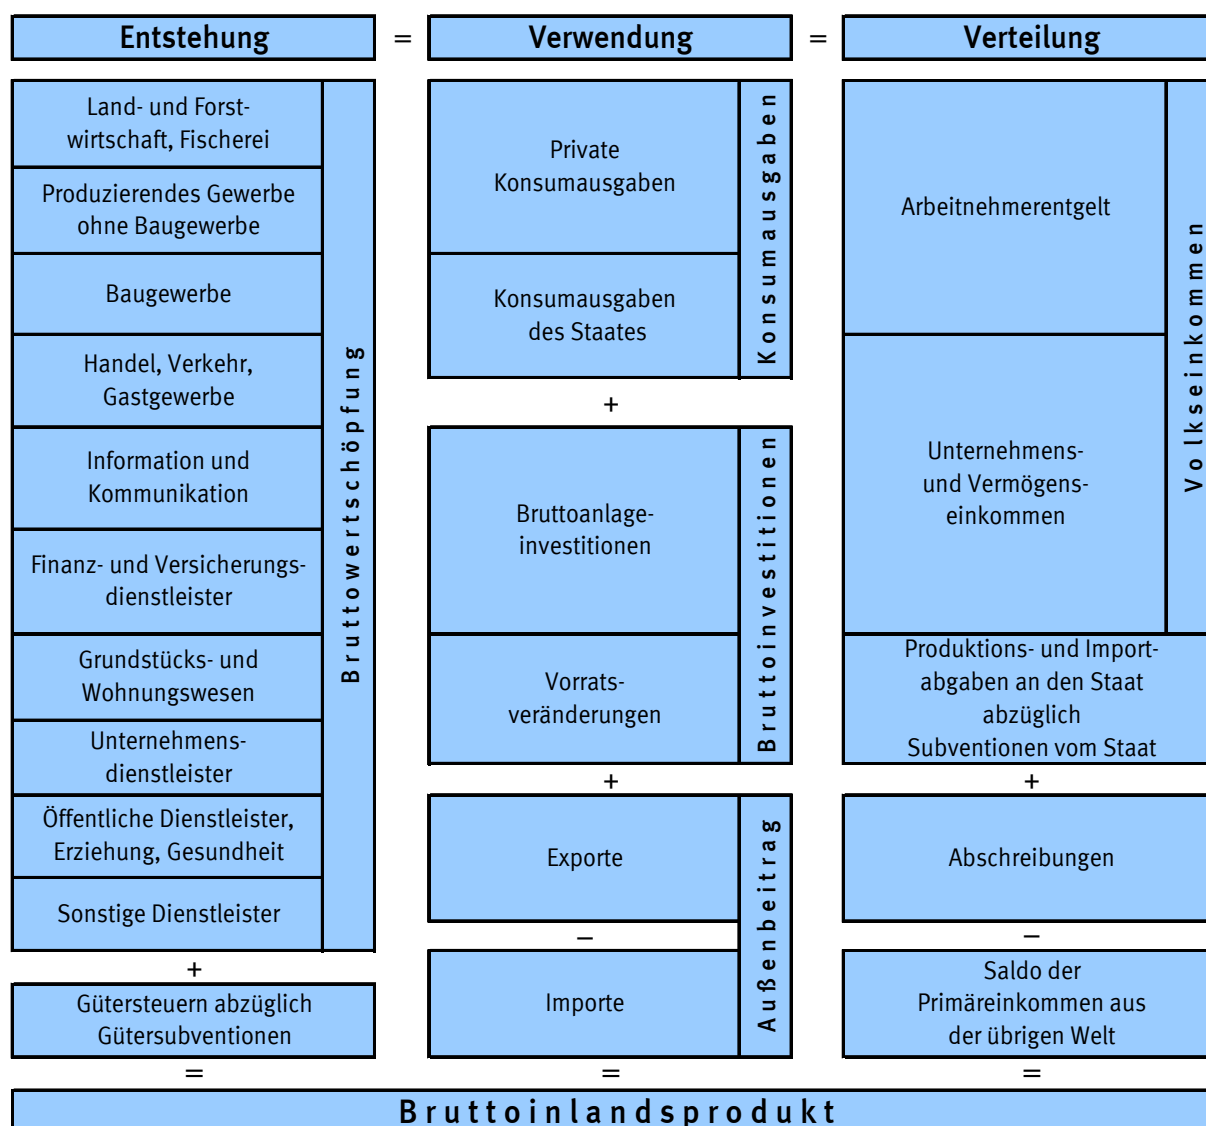 Entstehung = Verwendung = Verteilung
Land- und Forst-
wirtschaft, Fischerei
Produzierendes Gewerbe
ohne Baugewerbe
Baugewerbe
Handel, Verkehr,
Gastgewerbe
Information und
Kommunikation
Finanz- und Versicherungs-
dienstleister
Grundstücks- und
Wohnungswesen
Unternehmens-
dienstleister
Öffentliche Dienstleister,
Erziehung, Gesundheit
Sonstige Dienstleister
Bruttowertschöpfung
+
Gütersteuern abzüglich
Gütersubventionen
=
Private
Konsumausgaben
Konsumausgaben
des Staates
Konsumausgaben
+
Bruttoanlage-
investitionen
Vorrats-
veränderungen
Bruttoinvestitionen
+
Exporte
–
Importe
Außenbeitrag
=
Arbeitnehmerentgelt
Unternehmens-
und Vermögens-
einkommen
Volkseinkommen
Produktions- und Import-
abgaben an den Staat
abzüglich
Subventionen vom Staat
+
Abschreibungen
–
Saldo der
Primäreinkommen aus
der übrigen Welt
=
Bruttoinlandsprodukt